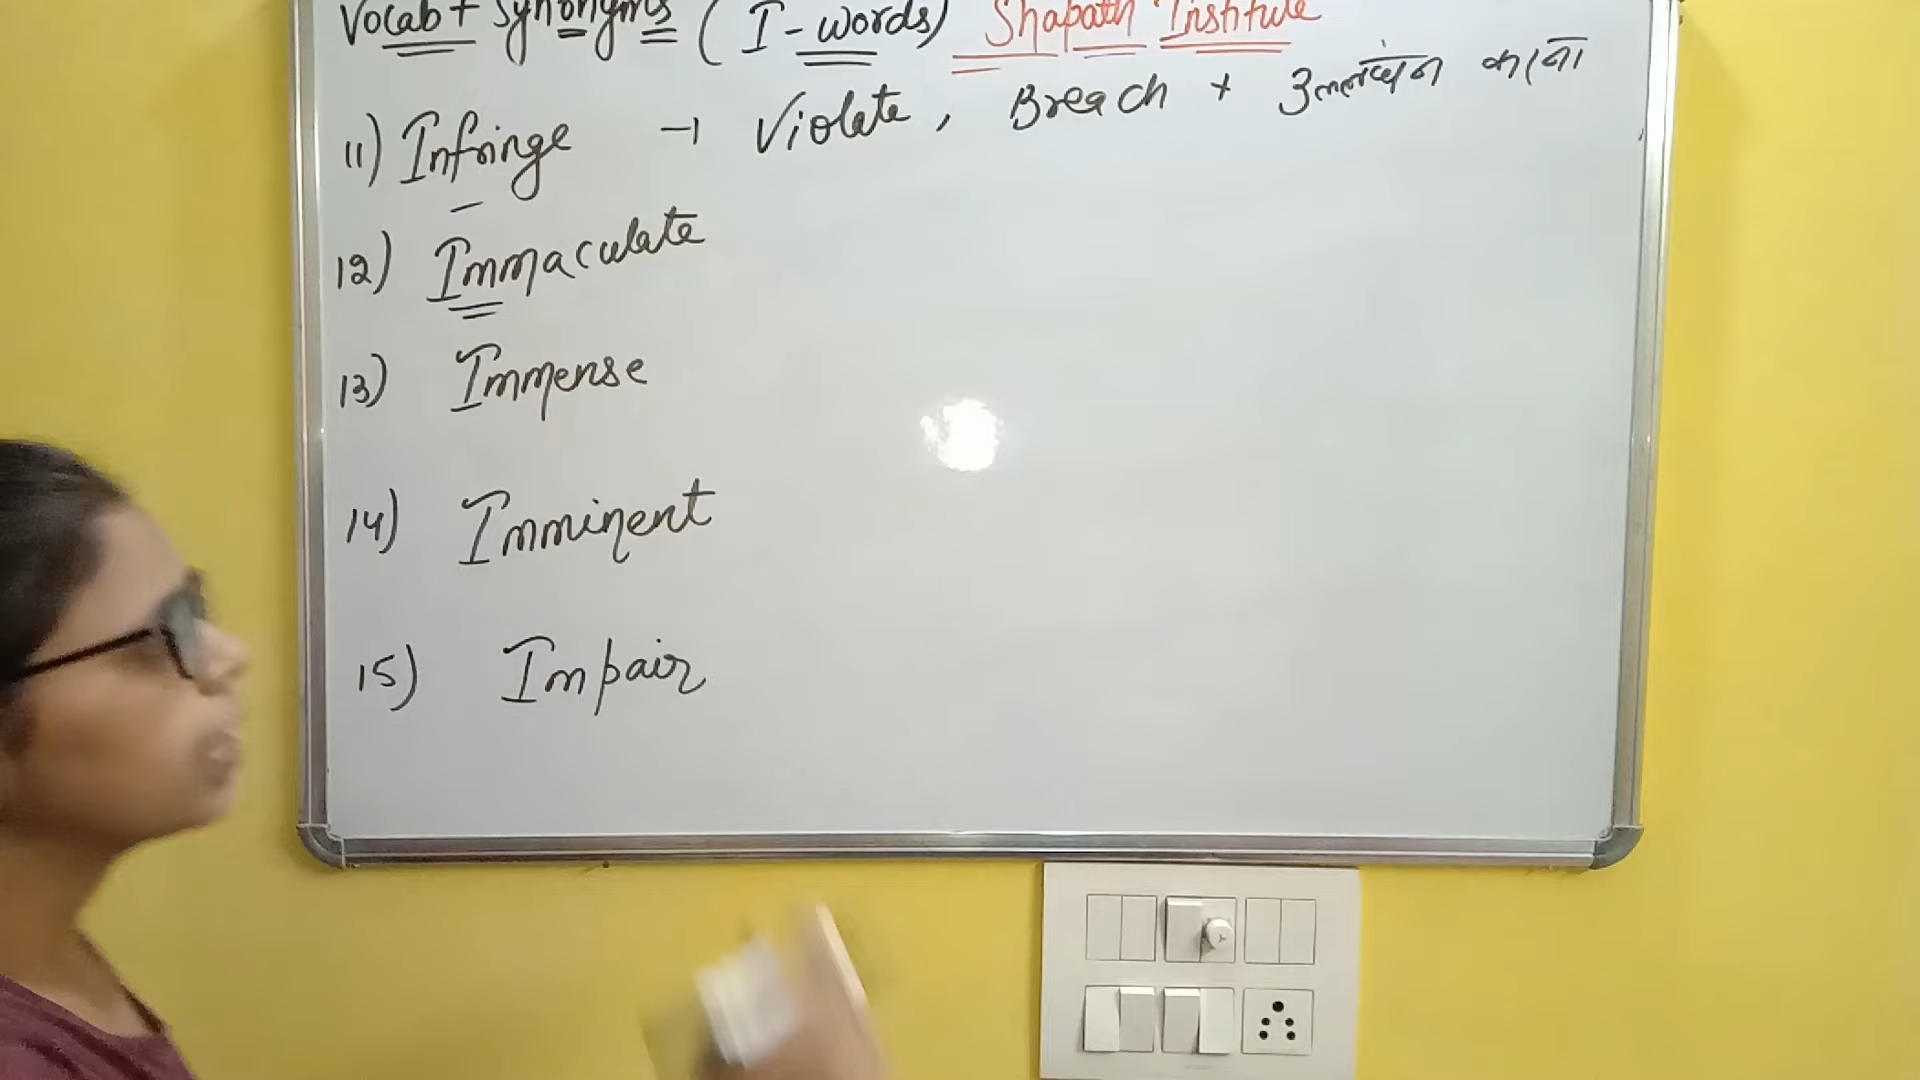 Vocab + Synonyms (I-words) Shapath Institute
11) Infringe → Violate, Breach + उल्लंघन करना
12) Immaculate
13) Immense
14) Imminent
15) Impair